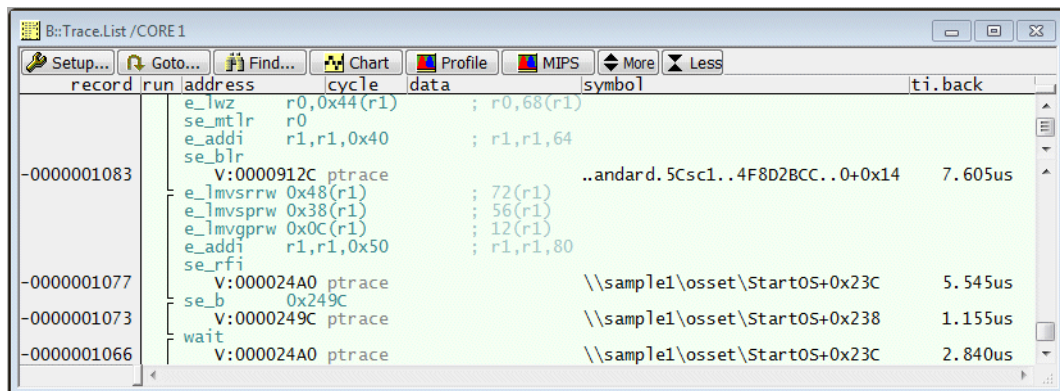 B::Trace.List /CORE1
Setup... Goto... Find... Chart Profile MIPS More Less
record run address cycle data symbol ti.back
e_lwz r0,0x44(r1) ; r0,68(r1)
se_mtlr r0
e_addi r1,r1,0x40 ; r1,r1,64
se_blr
-0000001083 V:0000912C ptrace ..andard.5Csc1..4F8D2BCC..0+0x14 7.605us
e_lmvsrrw 0x48(r1) ; 72(r1)
e_lmvsprw 0x38(r1) ; 56(r1)
e_lmvgprw 0x0C(r1) ; 12(r1)
e_addi r1,r1,0x50 ; r1,r1,80
se_rfi
-0000001077 V:000024A0 ptrace \\sample1\osset\StartOS+0x23C 5.545us
se_b 0x249C
-0000001073 V:0000249C ptrace \\sample1\osset\StartOS+0x238 1.155us
wait
-0000001066 V:000024A0 ptrace \\sample1\osset\StartOS+0x23C 2.840us